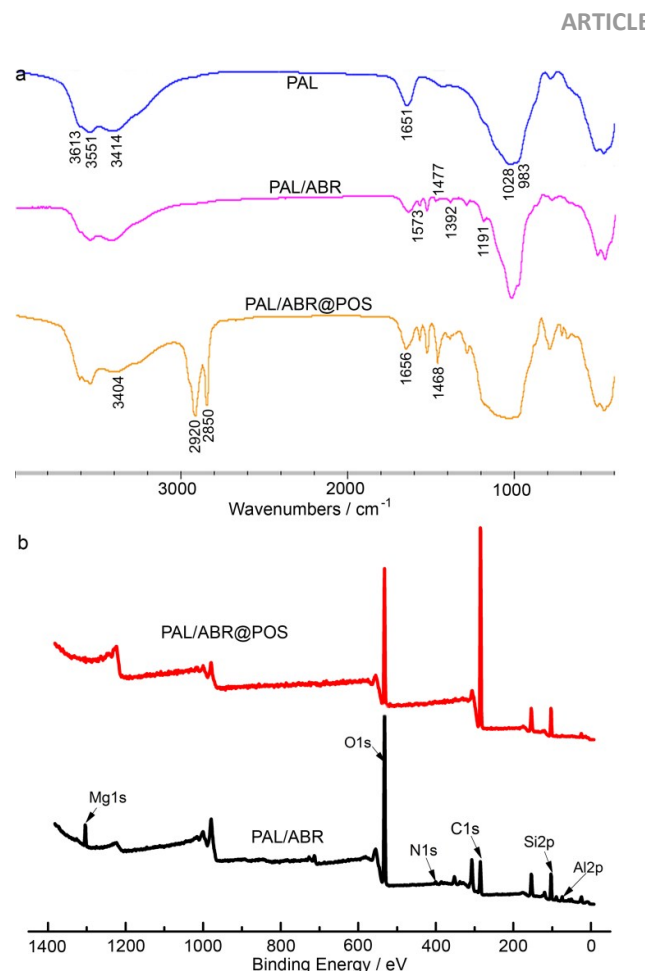 ARTICLE
a
PAL
3613
3551
3414
1651
1028
983
PAL/ABR
1573
1477
1392
1191
PAL/ABR@POS
3404
2920
2850
1656
1468
3000 2000 1000
Wavenumbers / cm⁻¹
b
PAL/ABR@POS
O1s
Mg1s
PAL/ABR
N1s
C1s
Si2p
Al2p
1400 1200 1000 800 600 400 200 0
Binding Energy / eV